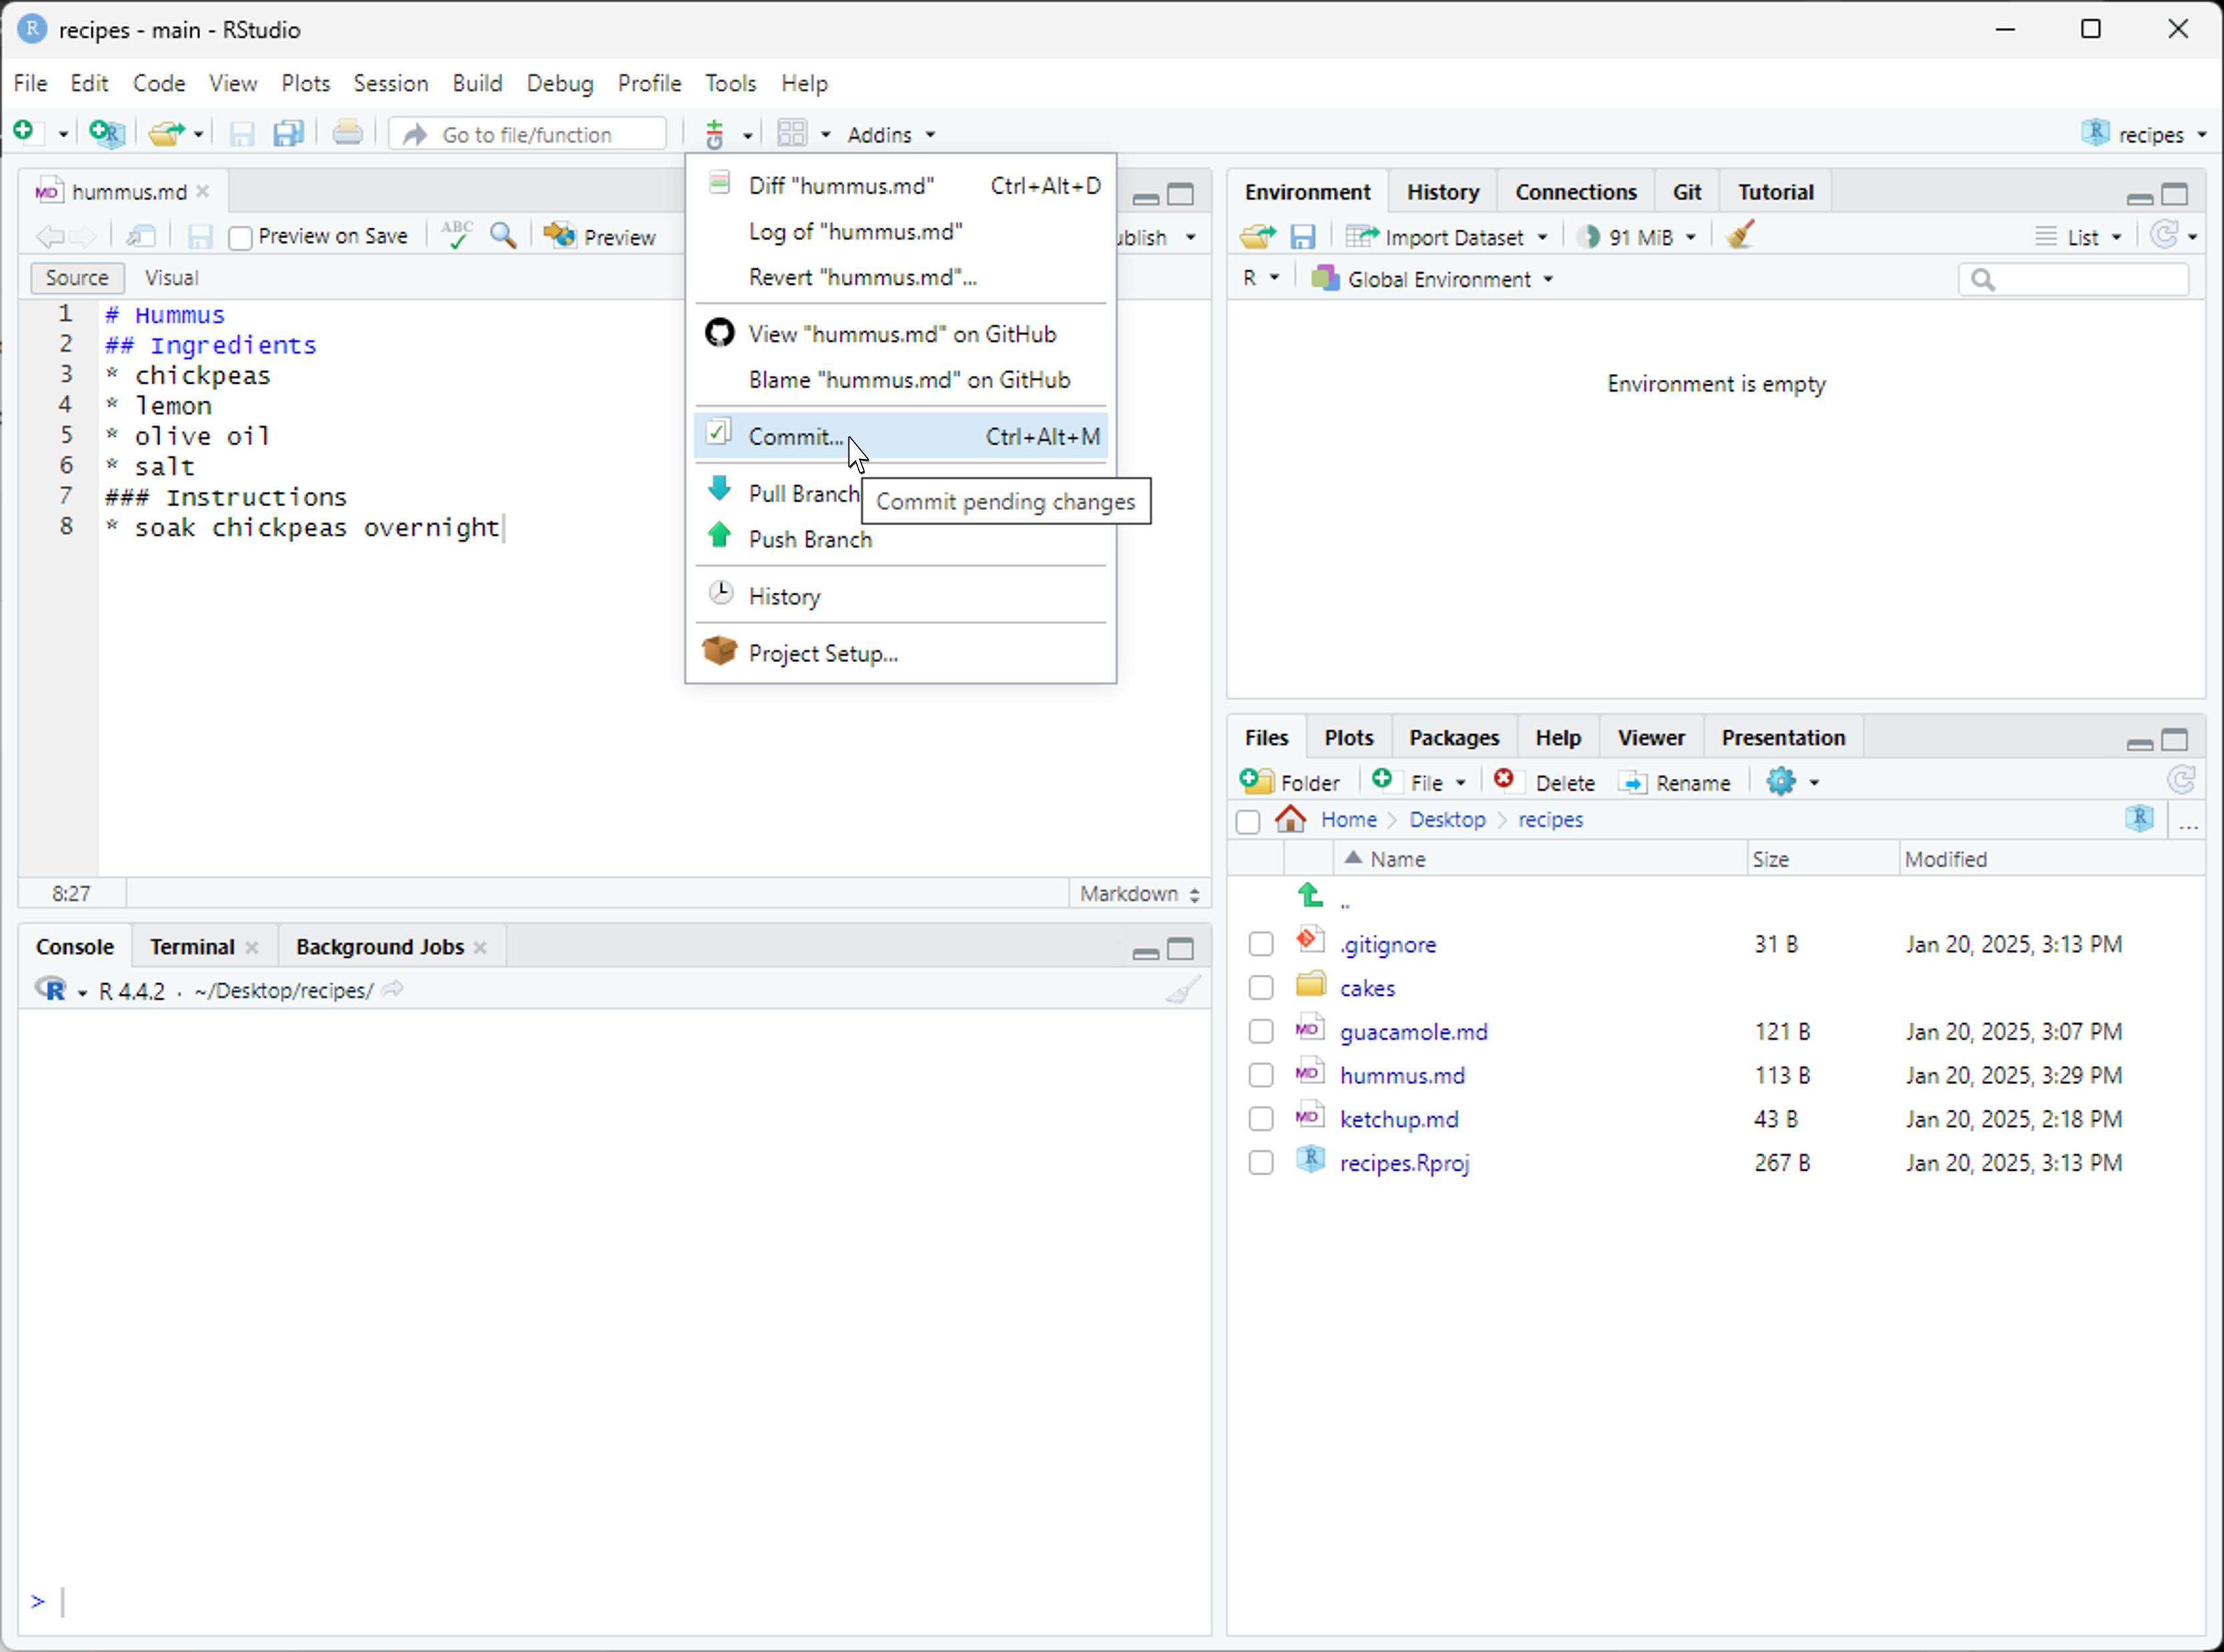 recipes - main - RStudio
File Edit Code View Plots Session Build Debug Profile Tools Help
Go to file/function Addins recipes
hummus.md
Preview on Save ABC Preview ublish
Source Visual
1 # Hummus
2 ## Ingredients
3 * chickpeas
4 * lemon
5 * olive oil
6 * salt
7 ### Instructions
8 * soak chickpeas overnight
8:27 Markdown
Diff "hummus.md" Ctrl+Alt+D
Log of "hummus.md"
Revert "hummus.md"...
View "hummus.md" on GitHub
Blame "hummus.md" on GitHub
Commit... Ctrl+Alt+M
Pull Branch
Commit pending changes
Push Branch
History
Project Setup...
Console Terminal Background Jobs
R 4.4.2 · ~/Desktop/recipes/
>
Environment History Connections Git Tutorial
Import Dataset 91 MiB List
R Global Environment
Environment is empty
Files Plots Packages Help Viewer Presentation
Folder File Delete Rename
Home Desktop recipes ...
Name Size Modified
..
.gitignore 31 B Jan 20, 2025, 3:13 PM
cakes
guacamole.md 121 B Jan 20, 2025, 3:07 PM
hummus.md 113 B Jan 20, 2025, 3:29 PM
ketchup.md 43 B Jan 20, 2025, 2:18 PM
recipes.Rproj 267 B Jan 20, 2025, 3:13 PM